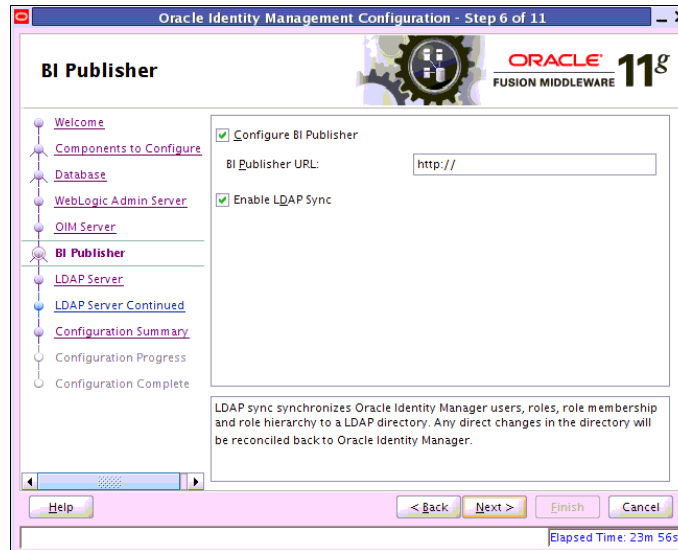 Oracle Identity Management Configuration - Step 6 of 11
BI Publisher
ORACLE
FUSION MIDDLEWARE
11g
Welcome
Components to Configure
Database
WebLogic Admin Server
OIM Server
BI Publisher
LDAP Server
LDAP Server Continued
Configuration Summary
Configuration Progress
Configuration Complete
Configure BI Publisher
BI Publisher URL: http://
Enable LDAP Sync
LDAP sync synchronizes Oracle Identity Manager users, roles, role membership
and role hierarchy to a LDAP directory. Any direct changes in the directory will
be reconciled back to Oracle Identity Manager.
Help < Back Next > Finish Cancel
Elapsed Time: 23m 56s